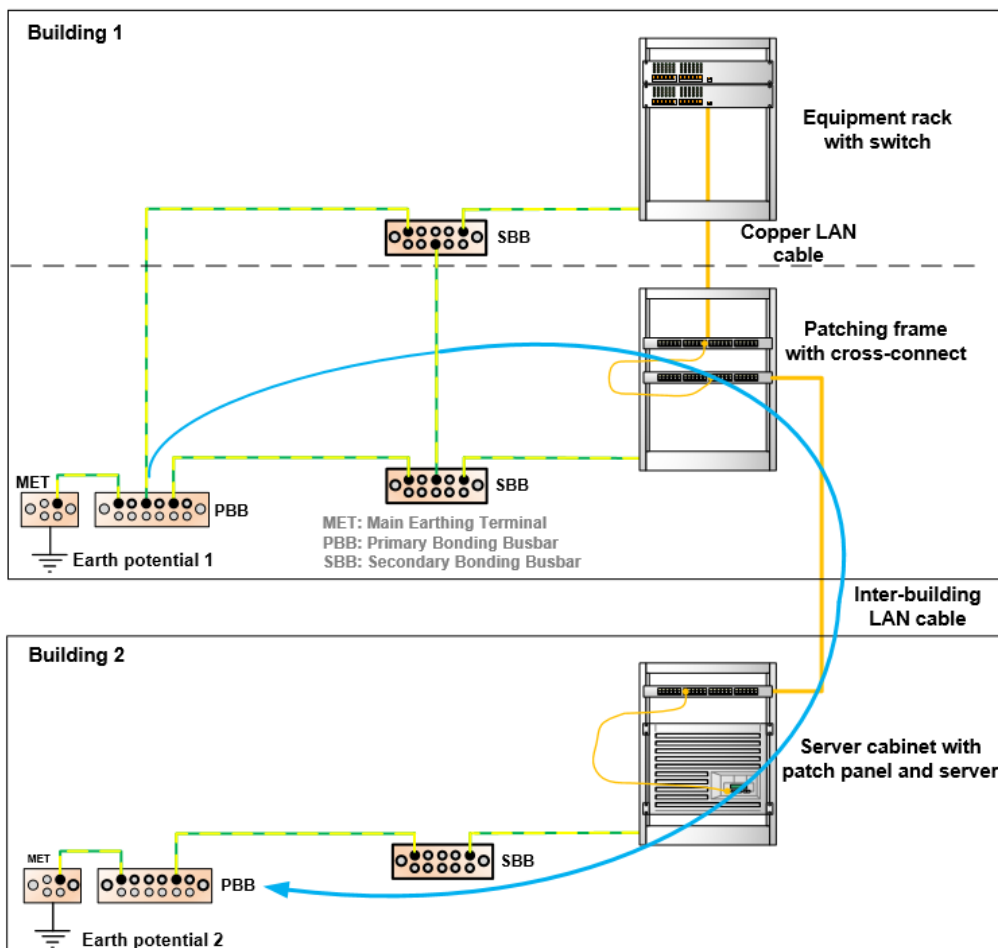 Building 1
Equipment rack
with switch
SBB
Copper LAN
cable
Patching frame
with cross-connect
MET
PBB
SBB
MET: Main Earthing Terminal
PBB: Primary Bonding Busbar
SBB: Secondary Bonding Busbar
Earth potential 1
Inter-building
LAN cable
Building 2
Server cabinet with
patch panel and server
MET
PBB
SBB
Earth potential 2